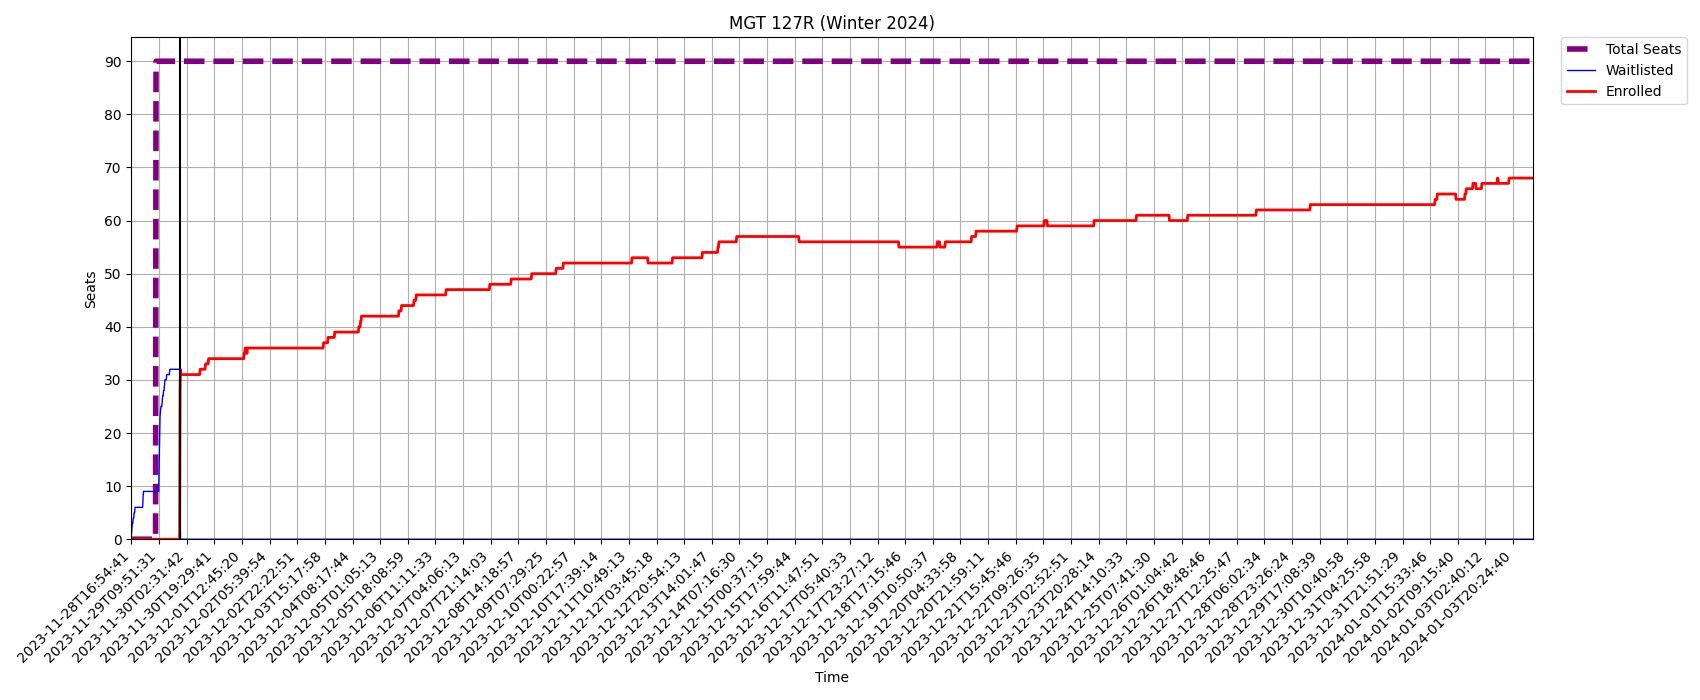 MGT 127R (Winter 2024)
Total Seats
Waitlisted
Enrolled
Seats
90
80
70
60
50
40
30
20
10
0
2023-11-28T16:54:41
2023-11-29T09:51:31
2023-11-30T02:31:42
2023-11-30T19:29:41
2023-12-01T12:45:20
2023-12-02T05:39:54
2023-12-02T22:22:51
2023-12-03T15:17:58
2023-12-04T08:17:44
2023-12-05T01:05:13
2023-12-05T18:08:59
2023-12-06T11:11:33
2023-12-07T04:06:13
2023-12-07T21:14:03
2023-12-08T14:18:57
2023-12-09T07:29:25
2023-12-10T00:22:57
2023-12-10T17:39:14
2023-12-11T10:49:13
2023-12-12T03:45:18
2023-12-12T20:54:13
2023-12-13T14:01:47
2023-12-14T07:16:30
2023-12-15T00:37:15
2023-12-15T17:59:44
2023-12-16T11:47:51
2023-12-17T05:40:33
2023-12-17T23:27:12
2023-12-18T17:15:46
2023-12-19T10:50:37
2023-12-20T04:33:58
2023-12-20T21:59:11
2023-12-21T15:45:46
2023-12-22T09:26:35
2023-12-23T02:52:51
2023-12-23T20:28:14
2023-12-24T14:10:33
2023-12-25T07:41:30
2023-12-26T01:04:42
2023-12-26T18:48:46
2023-12-27T12:25:47
2023-12-28T06:02:34
2023-12-28T23:26:24
2023-12-29T17:08:39
2023-12-30T10:40:58
2023-12-31T04:25:58
2023-12-31T21:51:29
2024-01-01T15:33:46
2024-01-02T09:15:40
2024-01-03T02:40:12
2024-01-03T20:24:40
Time